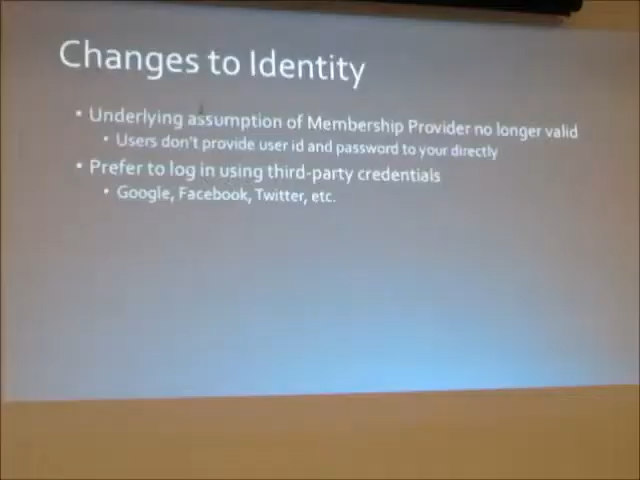 Changes to Identity
• Underlying assumption of Membership Provider no longer valid
• Users don't provide user id and password to your directly
• Prefer to log in using third-party credentials
• Google, Facebook, Twitter, etc.